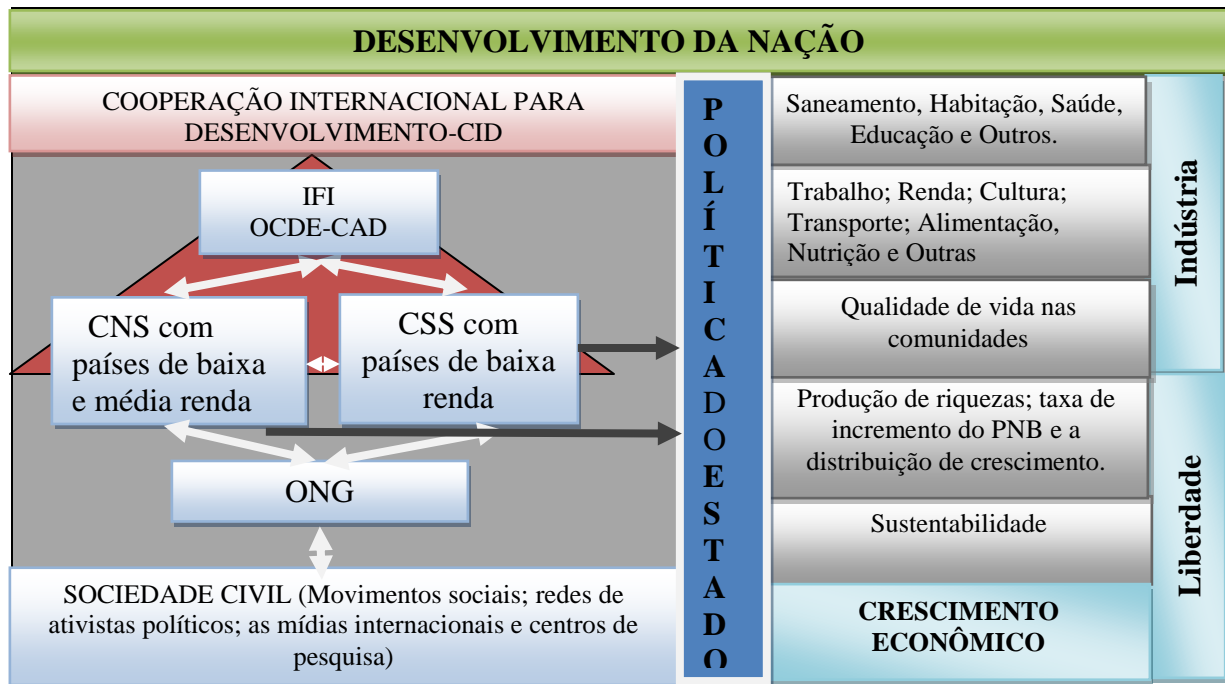 DESENVOLVIMENTO DA NAÇÃO
COOPERAÇÃO INTERNACIONAL PARA
DESENVOLVIMENTO-CID
IFI
OCDE-CAD
CNS com
países de baixa
e média renda
CSS com
países de baixa
renda
ONG
SOCIEDADE CIVIL (Movimentos sociais; redes de
ativistas políticos; as mídias internacionais e centros de
pesquisa)
P
O
L
Í
T
I
C
A
D
O
E
S
T
A
D
O
Saneamento, Habitação, Saúde,
Educação e Outros.
Trabalho; Renda; Cultura;
Transporte; Alimentação,
Nutrição e Outras
Qualidade de vida nas
comunidades
Produção de riquezas; taxa de
incremento do PNB e a
distribuição de crescimento.
Sustentabilidade
CRESCIMENTO
ECONÔMICO
Indústria
Liberdade